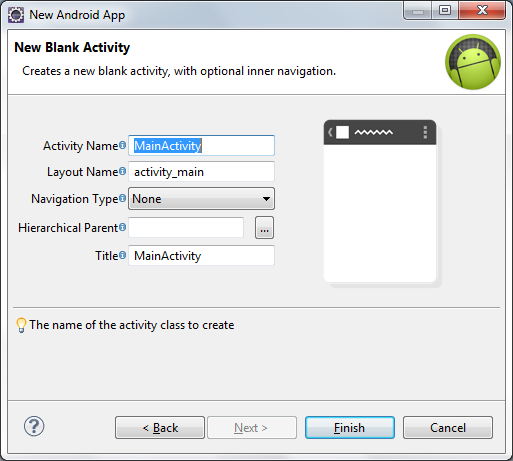 New Android App
New Blank Activity
Creates a new blank activity, with optional inner navigation.
Activity Name MainActivity
Layout Name activity_main
Navigation Type None
Hierarchical Parent ...
Title MainActivity
The name of the activity class to create
? < Back Next > Finish Cancel